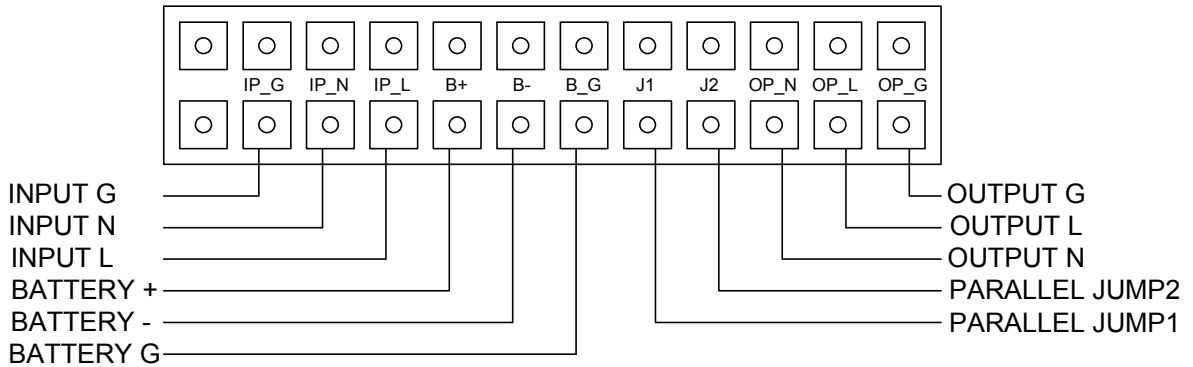 IP_G IP_N IP_L B+ B- B_G J1 J2 OP_N OP_L OP_G
INPUT G
INPUT N
INPUT L
BATTERY +
BATTERY -
BATTERY G
OUTPUT G
OUTPUT L
OUTPUT N
PARALLEL JUMP2
PARALLEL JUMP1